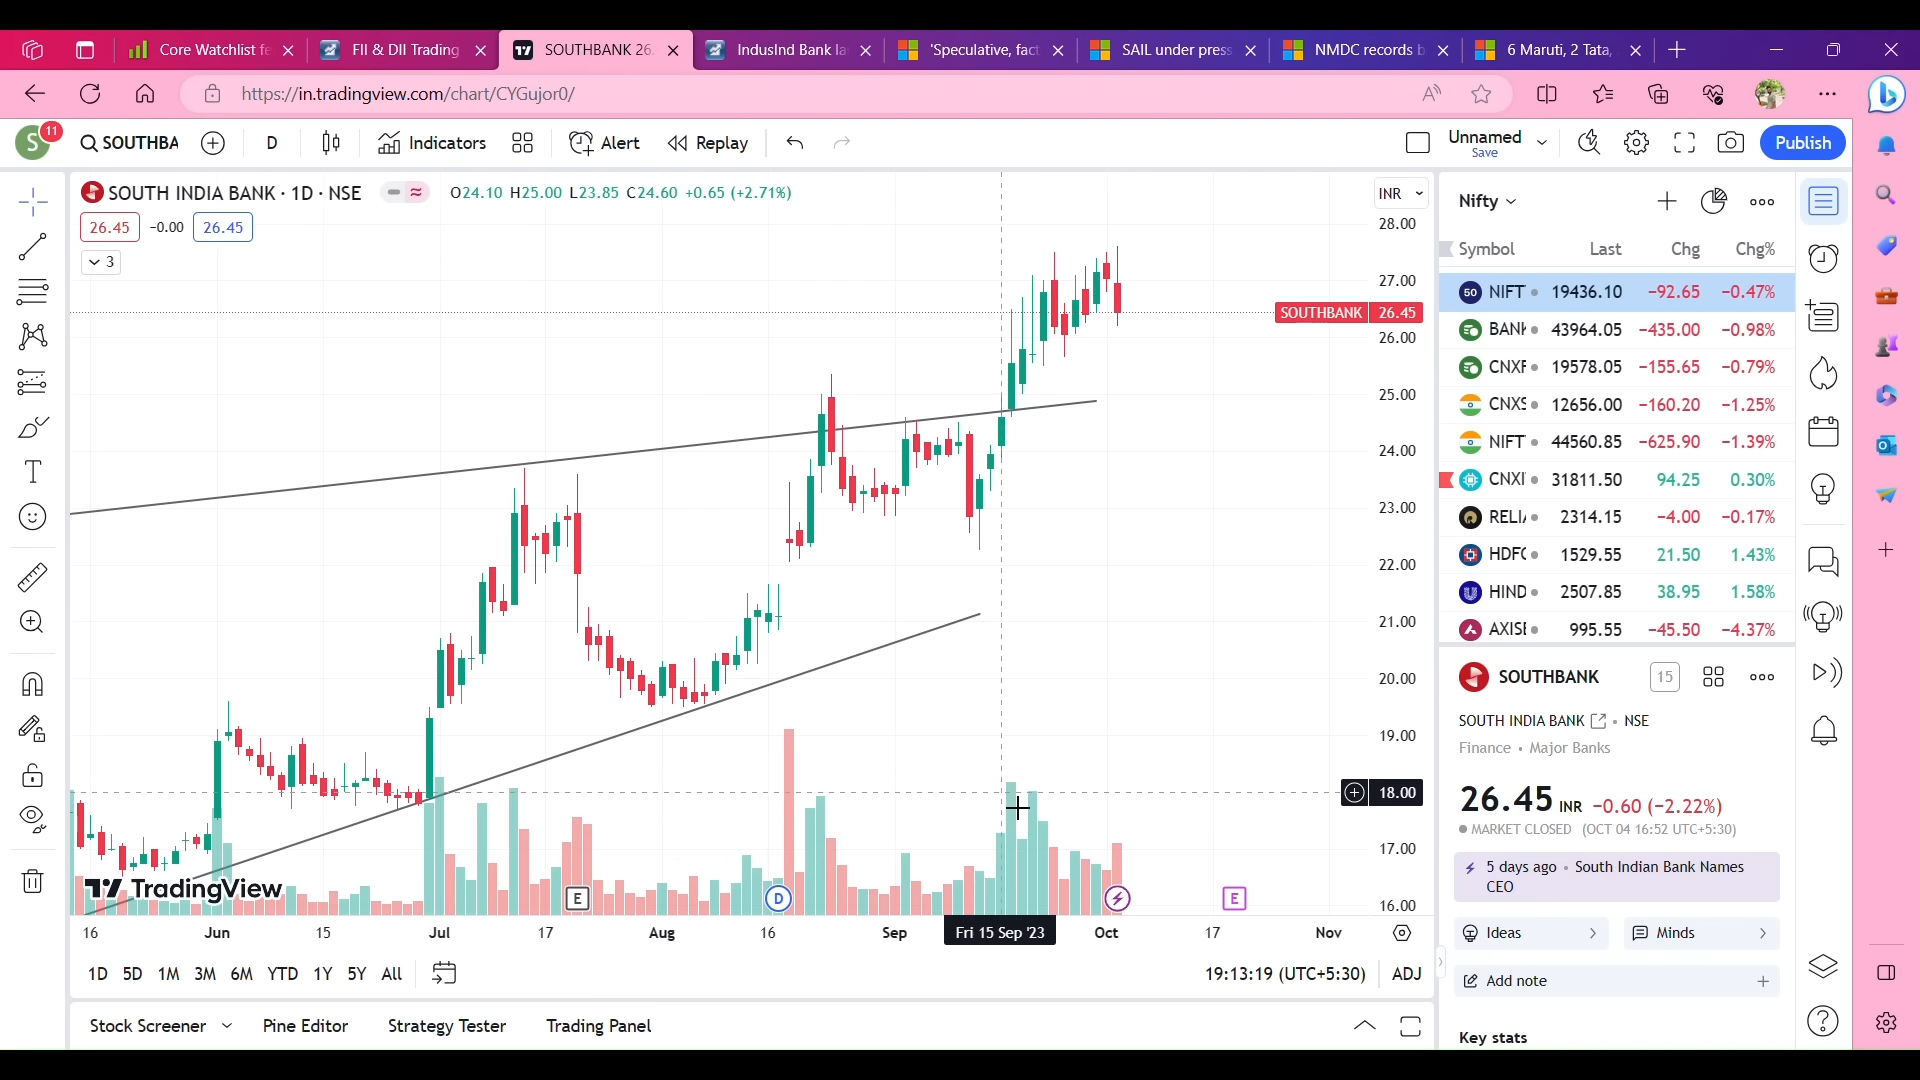 Core Watchlist fe
FII & DII Trading
SOUTHBANK 26.
IndusInd Bank la
'Speculative, fact
SAIL under press
NMDC records b
6 Maruti, 2 Tata,
https://in.tradingview.com/chart/CYGujor0/
S 11 SOUTHBA D Indicators Alert Replay Unnamed Save Publish
SOUTH INDIA BANK · 1D · NSE O24.10 H25.00 L23.85 C24.60 +0.65 (+2.71%) INR
26.45 -0.00 26.45
3
28.00
27.00
SOUTHBANK 26.45
26.00
25.00
24.00
23.00
22.00
21.00
20.00
19.00
18.00
17.00
16.00
TradingView
E D E
16 Jun 15 Jul 17 Aug 16 Sep Fri 15 Sep '23 Oct 17 Nov
1D 5D 1M 3M 6M YTD 1Y 5Y All 19:13:19 (UTC+5:30) ADJ
Stock Screener Pine Editor Strategy Tester Trading Panel
Nifty
Symbol Last Chg Chg%
50 NIFT 19436.10 −92.65 −0.47%
BANK 43964.05 −435.00 −0.98%
CNXF 19578.05 −155.65 −0.79%
CNXS 12656.00 −160.20 −1.25%
NIFT 44560.85 −625.90 −1.39%
CNXI 31811.50 94.25 0.30%
RELI 2314.15 −4.00 −0.17%
HDFC 1529.55 21.50 1.43%
HIND 2507.85 38.95 1.58%
AXISI 995.55 −45.50 −4.37%
SOUTHBANK 15
SOUTH INDIA BANK · NSE
Finance · Major Banks
26.45 INR −0.60 (−2.22%)
MARKET CLOSED (OCT 04 16:52 UTC+5:30)
5 days ago · South Indian Bank Names
CEO
Ideas Minds
Add note
Key stats